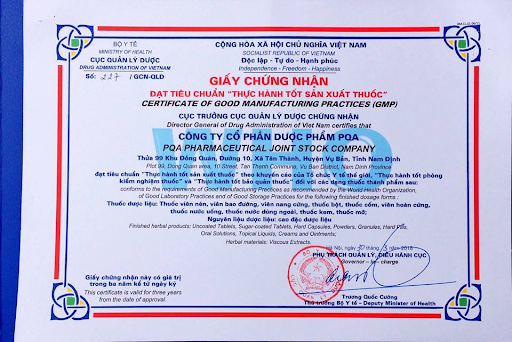 BỘ Y TẾ
MINISTRY OF HEALTH
CỤC QUẢN LÝ DƯỢC
DRUG ADMINISTRATION OF VIETNAM
Số: 227 /GCN-QLD
CỘNG HÒA XÃ HỘI CHỦ NGHĨA VIỆT NAM
SOCIALIST REPUBLIC OF VIETNAM
Độc lập - Tự do - Hạnh phúc
Independence - Freedom - Happiness
GIẤY CHỨNG NHẬN
ĐẠT TIÊU CHUẨN "THỰC HÀNH TỐT SẢN XUẤT THUỐC"
CERTIFICATE OF GOOD MANUFACTURING PRACTICES (GMP)
CỤC TRƯỞNG CỤC QUẢN LÝ DƯỢC CHỨNG NHẬN
Director General of Drug Administration of Viet Nam certifies that
CÔNG TY CỔ PHẦN DƯỢC PHẨM PQA
PQA PHARMACEUTICAL JOINT STOCK COMPANY
Thửa 99 Khu Đồng Quán, Đường 10, Xã Tân Thành, Huyện Vụ Bản, Tỉnh Nam Định
Plot 99, Dong Quan area, 10 Street, Tan Thanh Commune, Vu Ban District, Nam Dinh Province
đạt tiêu chuẩn "Thực hành tốt sản xuất thuốc" theo khuyến cáo của Tổ chức Y tế thế giới, "Thực hành tốt phòng
kiểm nghiệm thuốc" và "Thực hành tốt bảo quản thuốc" đối với các dạng thuốc thành phẩm sau:
conforms to the requirements of Good Manufacturing Practices as recommended by the World Health Organization,
of Good Laboratory Practices and of Good Storage Practices for the following finished dosage forms :
Thuốc dược liệu: Thuốc viên nén, viên bao đường, viên nang cứng, thuốc bột, thuốc cốm, viên hoàn cứng,
thuốc nước uống, thuốc nước dùng ngoài, thuốc kem, thuốc mỡ;
Nguyên liệu dược liệu: cao đặc dược liệu
Finished herbal products: Uncoated Tablets, Sugar-coated Tablets, Hard Capsules, Powders, Granules, Hard Pills,
Oral Solutions, Topical Liquids, Creams and Ointments;
Herbal materials: Viscous Extracts.
Hà Nội, ngày 30 tháng 3 2018
PHỤ TRÁCH QUẢN LÝ, ĐIỀU HÀNH CỤC
Governor – in - charge
Giấy chứng nhận này có giá trị
trong ba năm kể từ ngày ký
This certificate is valid for three years
from the date of approval.
Trương Quốc Cường
Thứ trưởng Bộ Y tế - Deputy Minister of Health